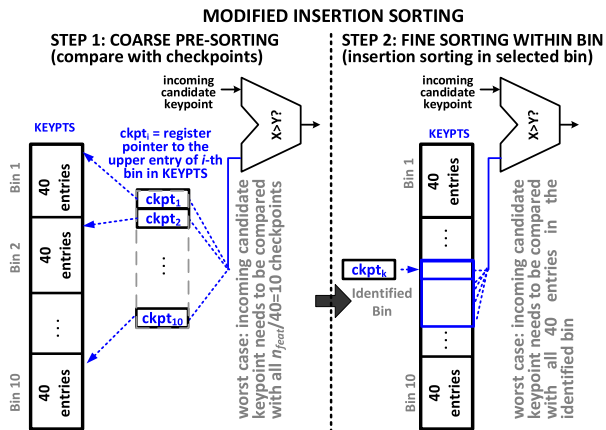 MODIFIED INSERTION SORTING
STEP 1: COARSE PRE-SORTING
(compare with checkpoints)
incoming
candidate
keypoint
X>Y?
KEYPTS
ckpti = register
pointer to the
upper entry of i-th
bin in KEYPTS
Bin 1
40
entries
Bin 2
40
entries
...
Bin 10
40
entries
ckpt1
ckpt2
...
ckpt10
worst case: incoming candidate
keypoint needs to be compared
with all nfeat/40=10 checkpoints
STEP 2: FINE SORTING WITHIN BIN
(insertion sorting in selected bin)
incoming
candidate
keypoint
X>Y?
KEYPTS
Bin 1
40
entries
...
ckptk
Identified
Bin
...
Bin 10
40
entries
worst case: incoming candidate
keypoint needs to be compared
with all 40 entries in the
identified bin